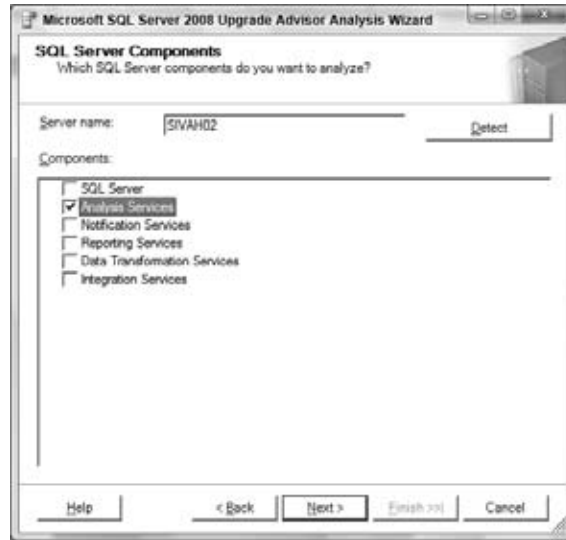 Microsoft SQL Server 2008 Upgrade Advisor Analysis Wizard
SQL Server Components
Which SQL Server components do you want to analyze?
Server name: SIVAH02 Detect
Components:
SQL Server
Analysis Services
Notification Services
Reporting Services
Data Transformation Services
Integration Services
Help < Back Next > Finish >>| Cancel